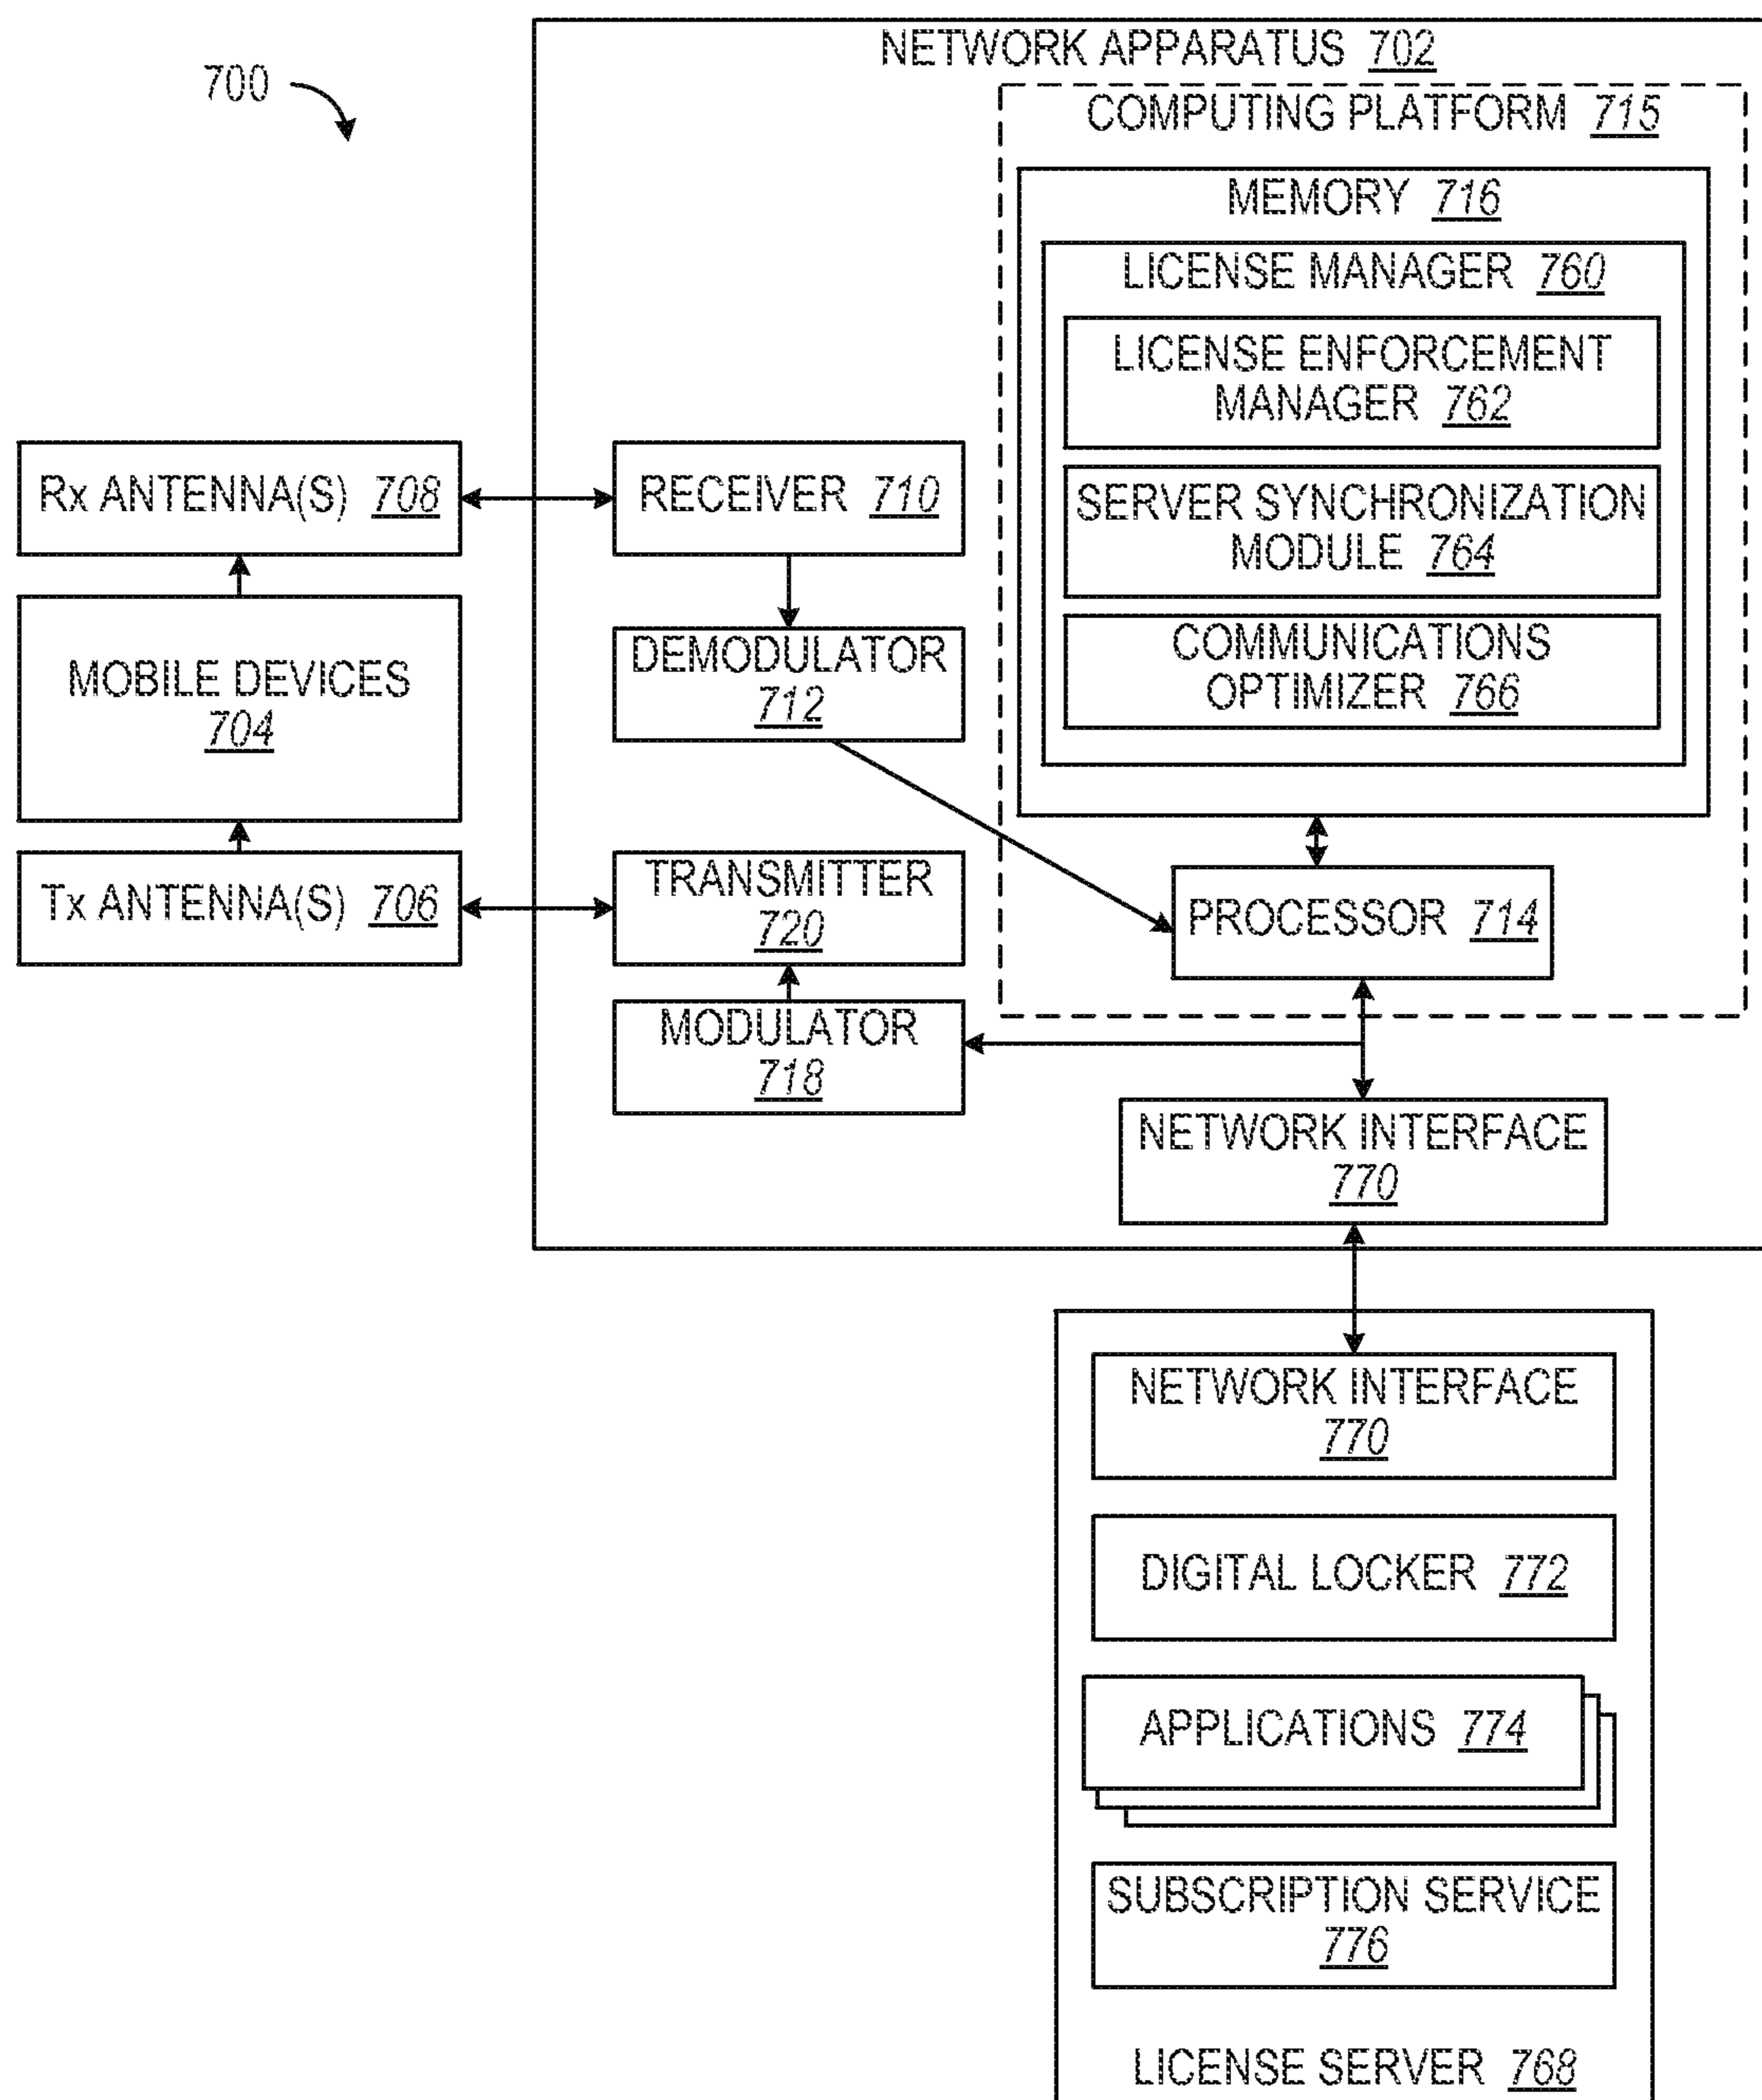 700
NETWORK APPARATUS 702
COMPUTING PLATFORM 715
MEMORY 716
LICENSE MANAGER 760
LICENSE ENFORCEMENT
MANAGER 762
SERVER SYNCHRONIZATION
MODULE 764
COMMUNICATIONS
OPTIMIZER 766
Rx ANTENNA(S) 708
RECEIVER 710
MOBILE DEVICES
704
DEMODULATOR
712
Tx ANTENNA(S) 706
TRANSMITTER
720
PROCESSOR 714
MODULATOR
718
NETWORK INTERFACE
770
NETWORK INTERFACE
770
DIGITAL LOCKER 772
APPLICATIONS 774
SUBSCRIPTION SERVICE
776
LICENSE SERVER 768